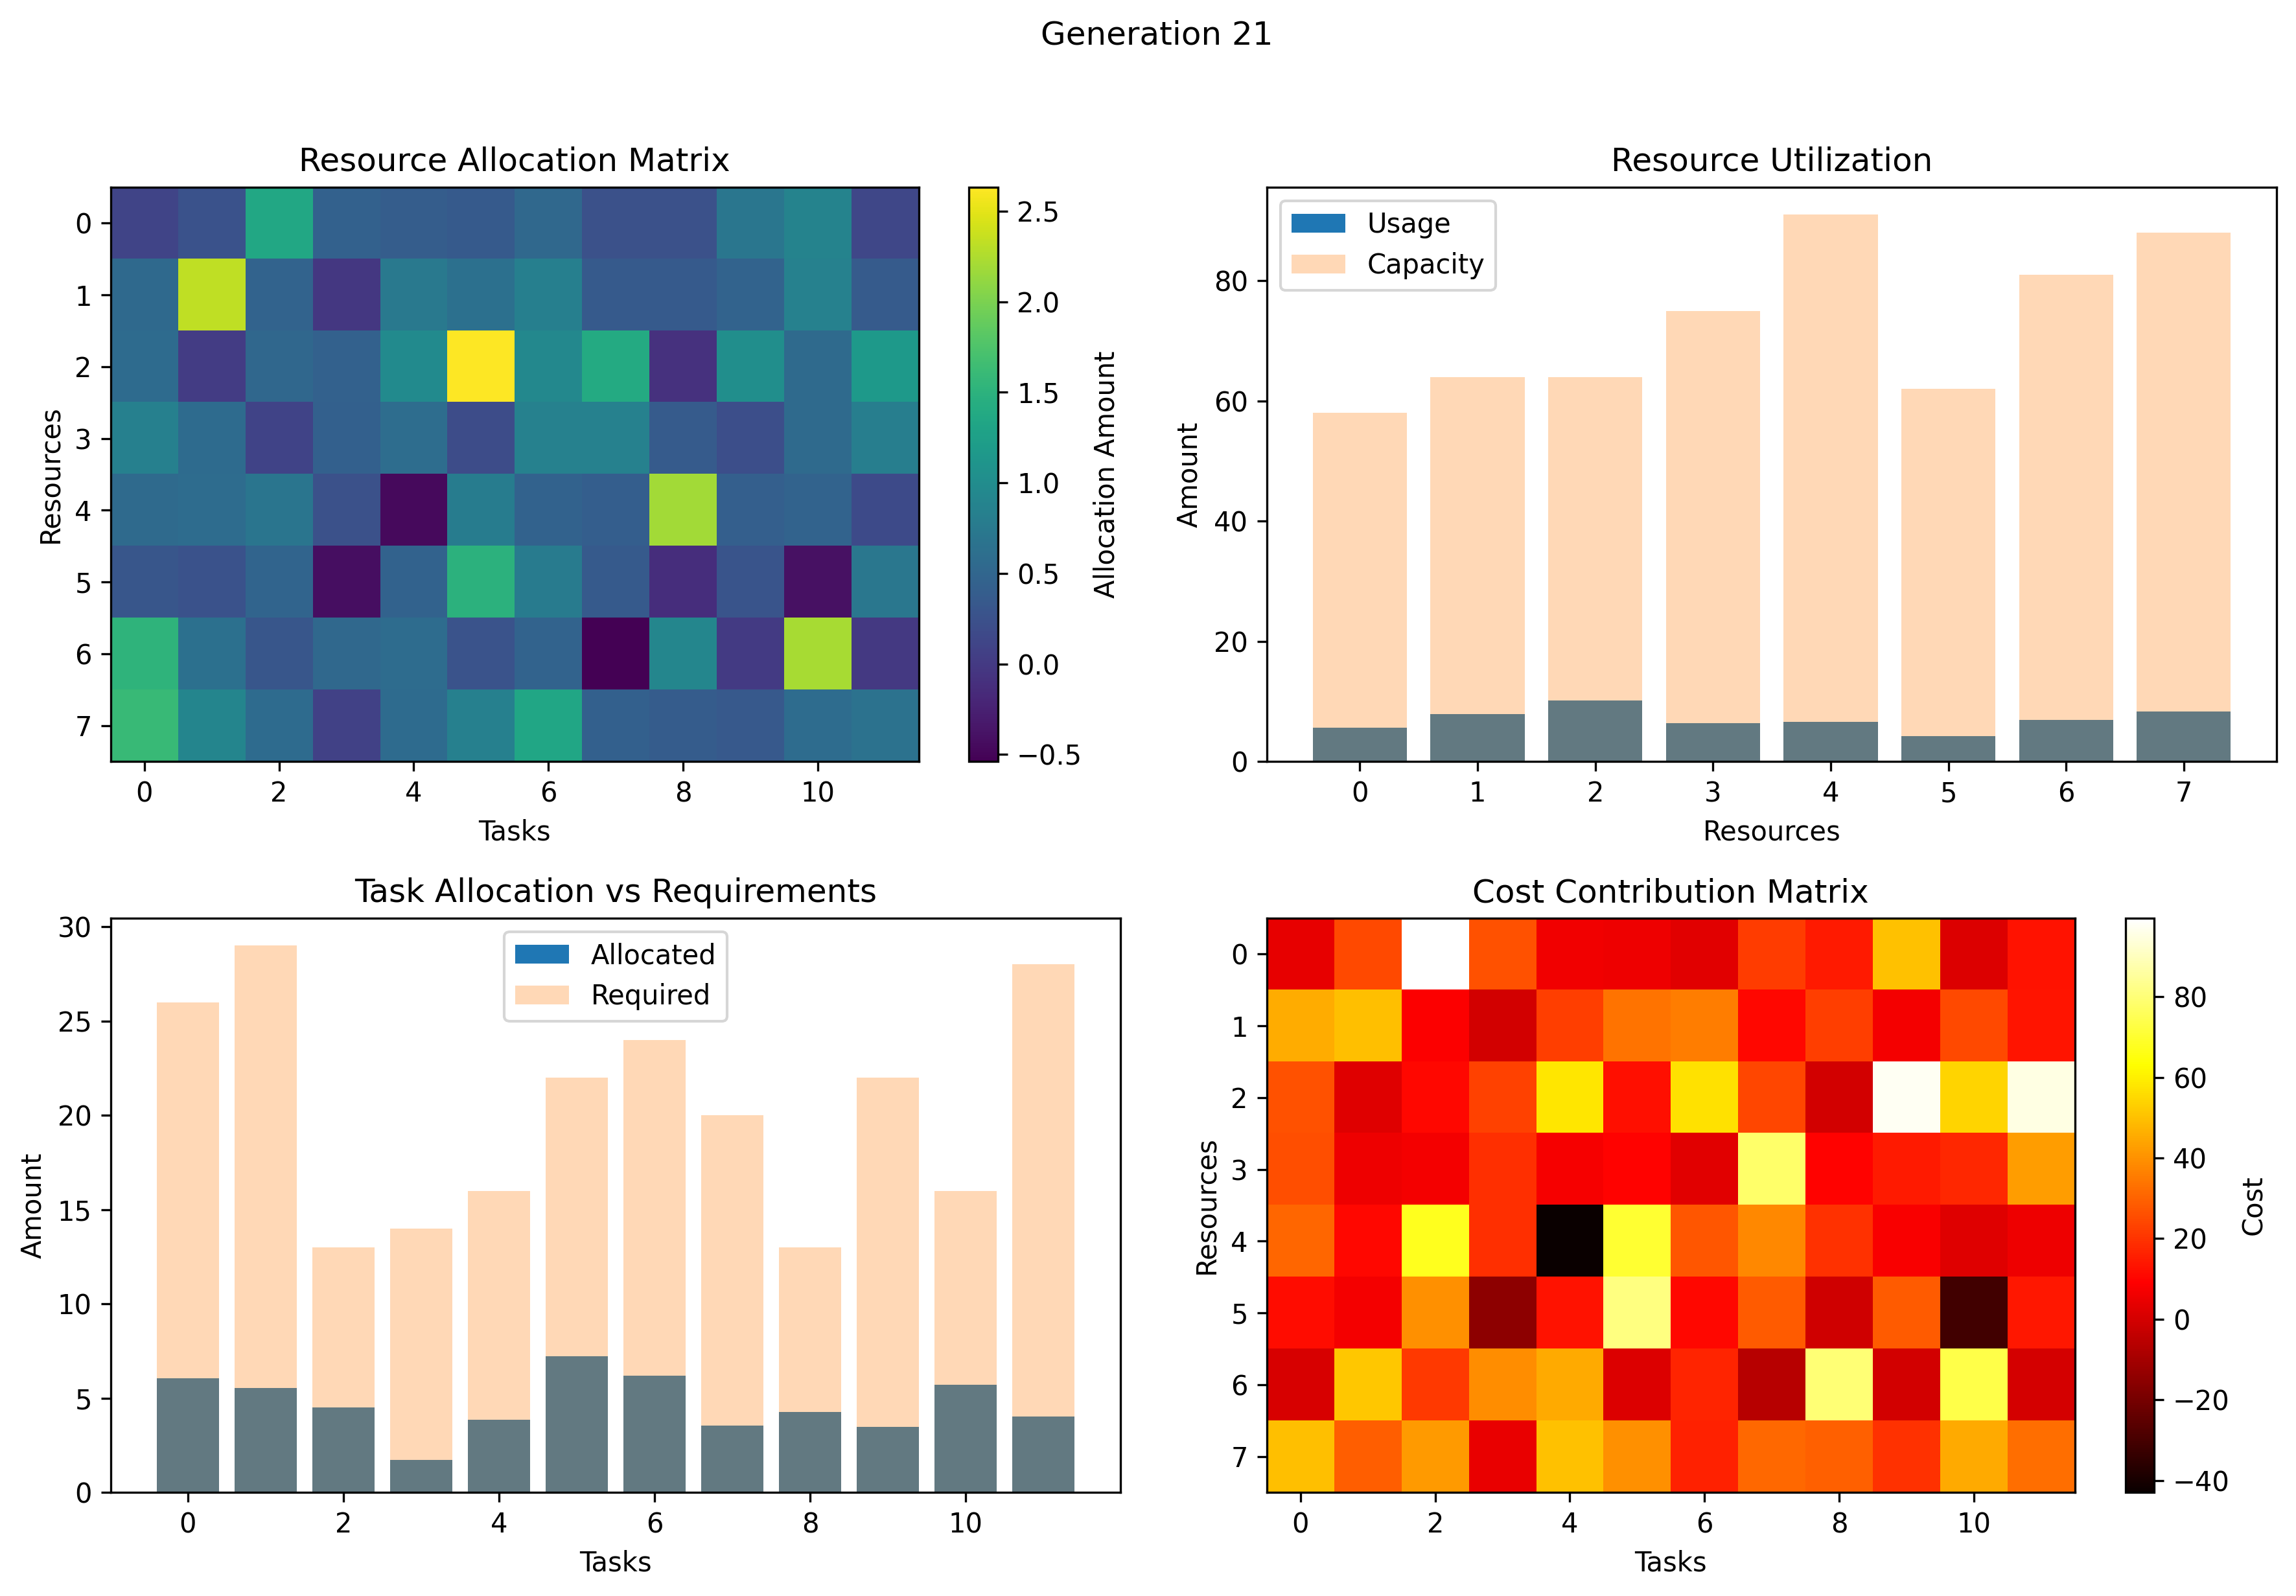 Generation 21
Resource Allocation Matrix
Resources
0
1
2
3
4
5
6
7
0 2 4 6 8 10
Tasks
2.5
2.0
1.5
1.0
0.5
0.0
−0.5
Allocation Amount
Resource Utilization
Usage
Capacity
Amount
80
60
40
20
0
0 1 2 3 4 5 6 7
Resources
Task Allocation vs Requirements
Allocated
Required
Amount
30
25
20
15
10
5
0
0 2 4 6 8 10
Tasks
Cost Contribution Matrix
Resources
0
1
2
3
4
5
6
7
0 2 4 6 8 10
Tasks
80
60
40
20
0
−20
−40
Cost